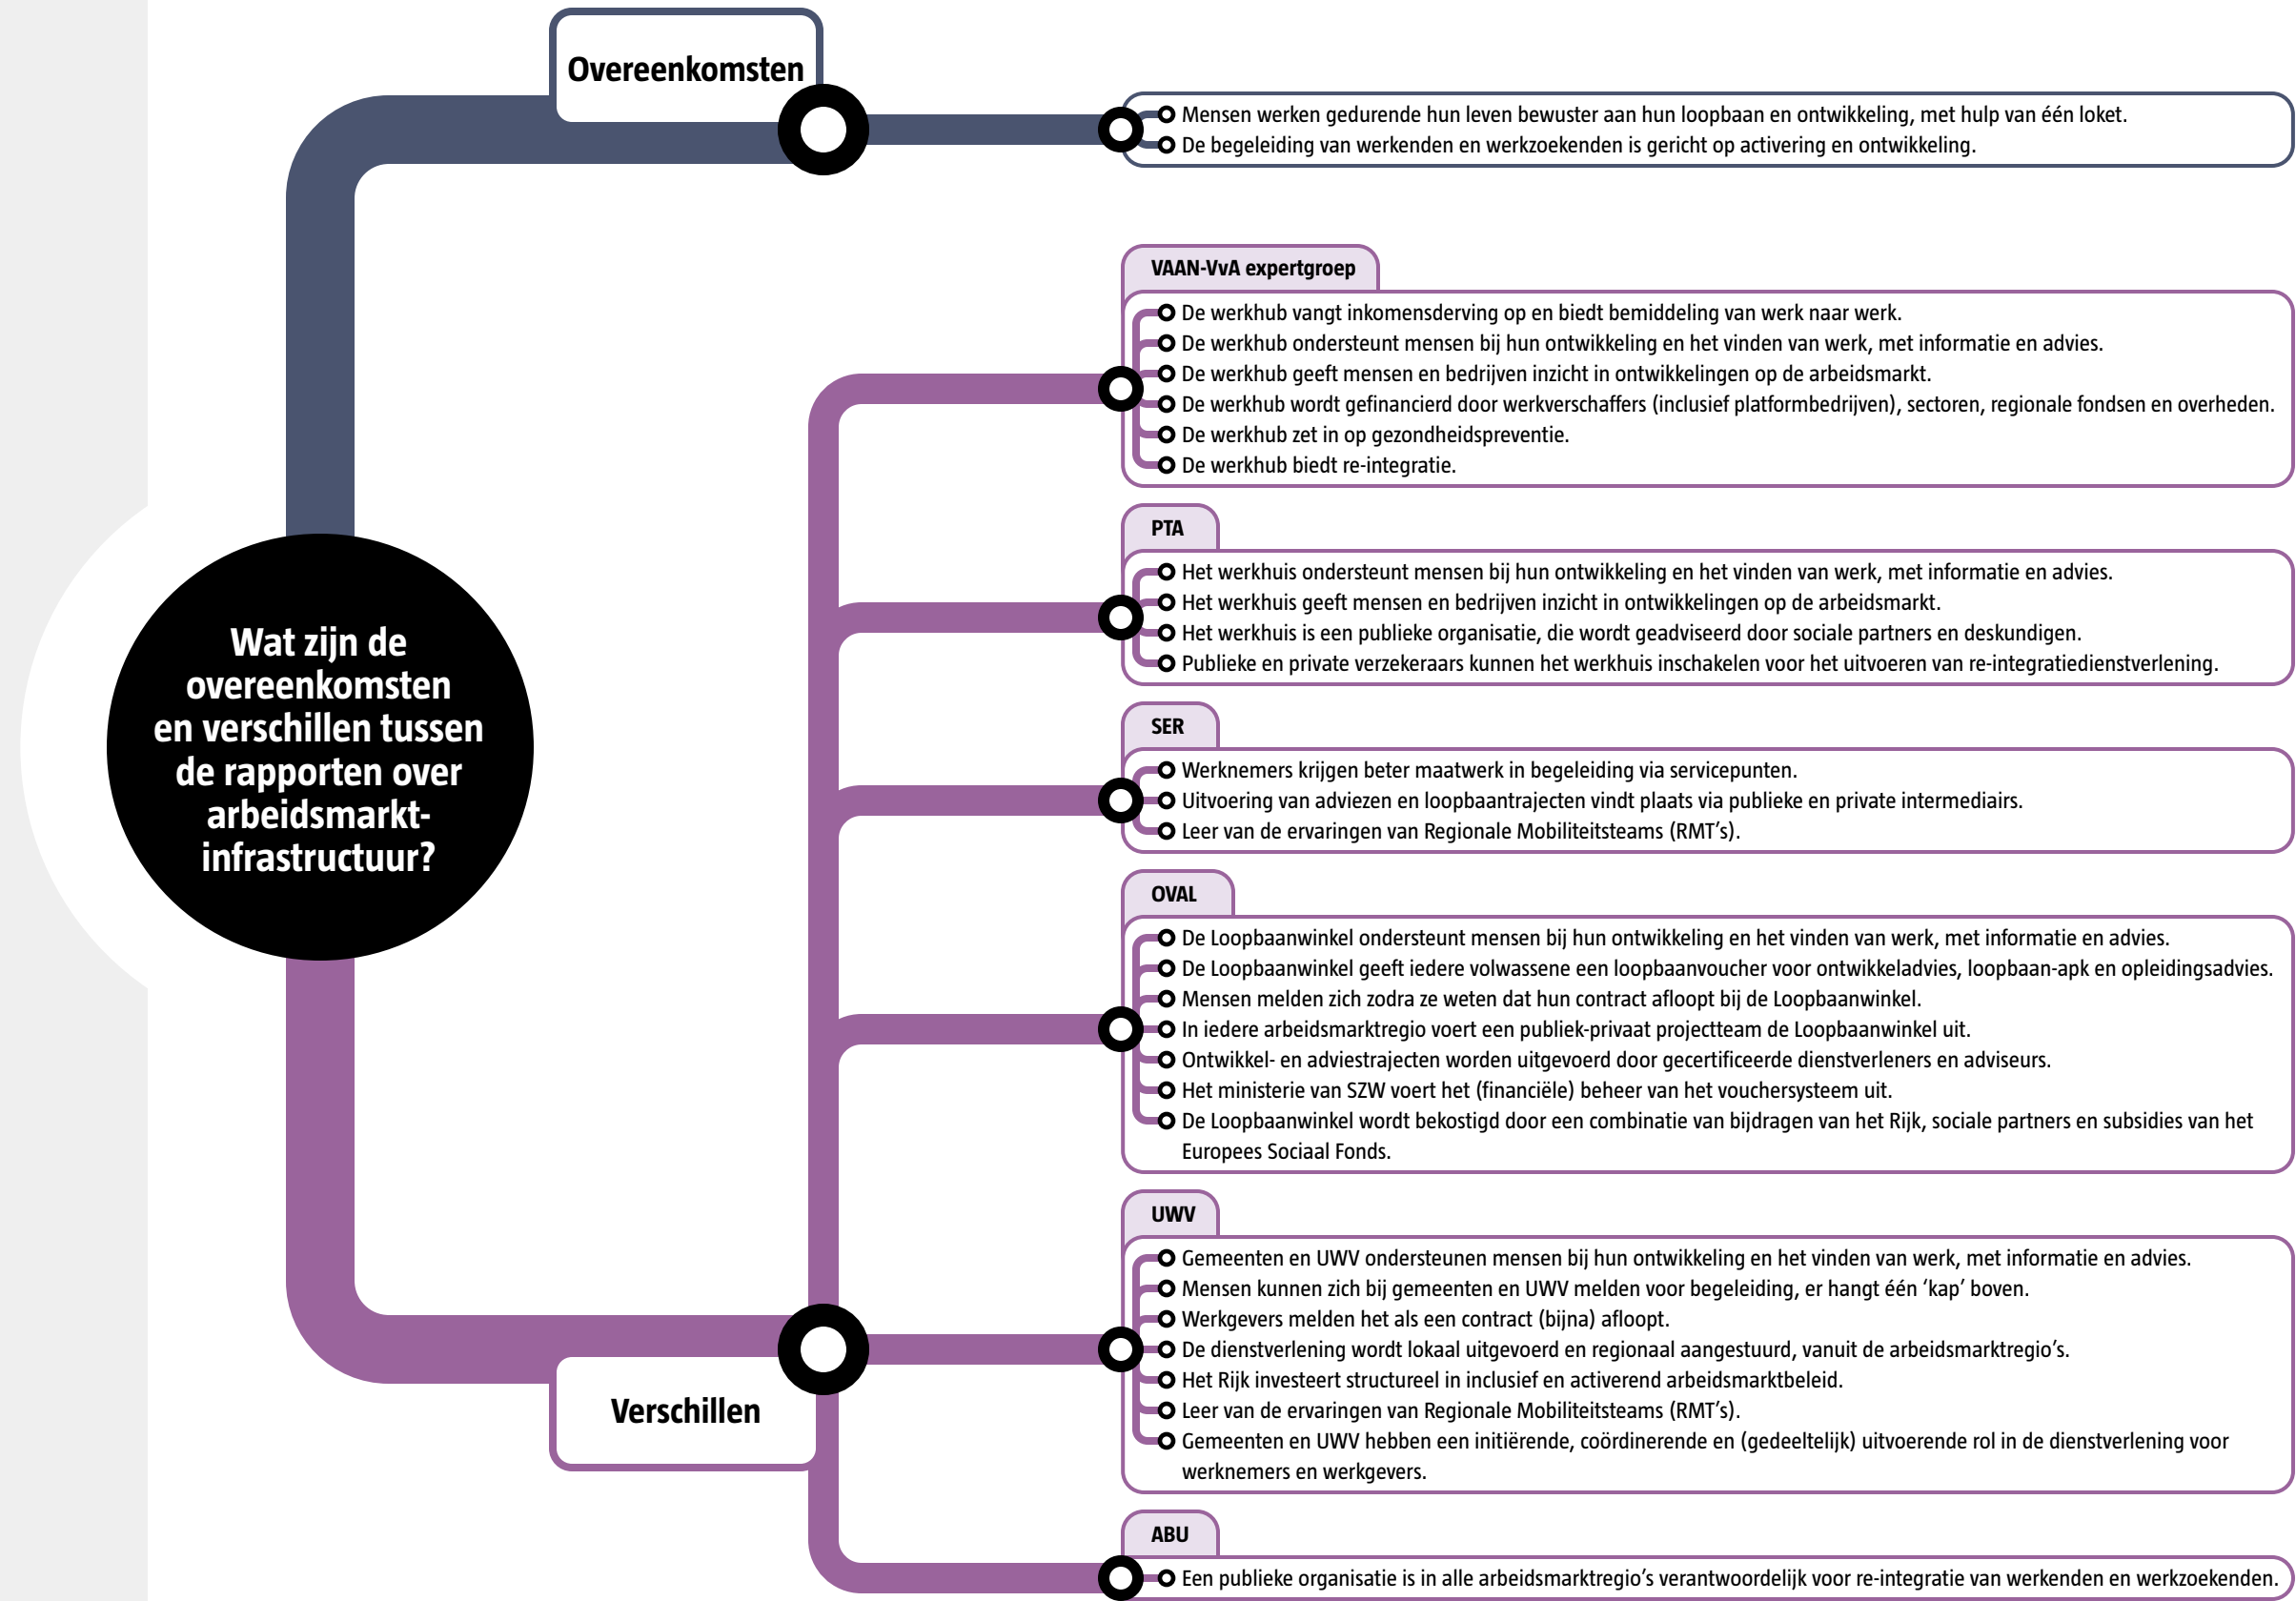 Overeenkomsten
Mensen werken gedurende hun leven bewuster aan hun loopbaan en ontwikkeling, met hulp van één loket.
De begeleiding van werkenden en werkzoekenden is gericht op activering en ontwikkeling.
Wat zijn de
overeenkomsten
en verschillen tussen
de rapporten over
arbeidsmarkt-
infrastructuur?
Verschillen
VAAN-VvA expertgroep
De werkhub vangt inkomensderving op en biedt bemiddeling van werk naar werk.
De werkhub ondersteunt mensen bij hun ontwikkeling en het vinden van werk, met informatie en advies.
De werkhub geeft mensen en bedrijven inzicht in ontwikkelingen op de arbeidsmarkt.
De werkhub wordt gefinancierd door werkverschaffers (inclusief platformbedrijven), sectoren, regionale fondsen en overheden.
De werkhub zet in op gezondheidspreventie.
De werkhub biedt re-integratie.
PTA
Het werkhuis ondersteunt mensen bij hun ontwikkeling en het vinden van werk, met informatie en advies.
Het werkhuis geeft mensen en bedrijven inzicht in ontwikkelingen op de arbeidsmarkt.
Het werkhuis is een publieke organisatie, die wordt geadviseerd door sociale partners en deskundigen.
Publieke en private verzekeraars kunnen het werkhuis inschakelen voor het uitvoeren van re-integratiedienstverlening.
SER
Werknemers krijgen beter maatwerk in begeleiding via servicepunten.
Uitvoering van adviezen en loopbaantrajecten vindt plaats via publieke en private intermediairs.
Leer van de ervaringen van Regionale Mobiliteitsteams (RMT's).
OVAL
De Loopbaanwinkel ondersteunt mensen bij hun ontwikkeling en het vinden van werk, met informatie en advies.
De Loopbaanwinkel geeft iedere volwassene een loopbaanvoucher voor ontwikkeladvies, loopbaan-apk en opleidingsadvies.
Mensen melden zich zodra ze weten dat hun contract afloopt bij de Loopbaanwinkel.
In iedere arbeidsmarktregio voert een publiek-privaat projectteam de Loopbaanwinkel uit.
Ontwikkel- en adviestrajecten worden uitgevoerd door gecertificeerde dienstverleners en adviseurs.
Het ministerie van SZW voert het (financiële) beheer van het vouchersysteem uit.
De Loopbaanwinkel wordt bekostigd door een combinatie van bijdragen van het Rijk, sociale partners en subsidies van het
Europees Sociaal Fonds.
UWV
Gemeenten en UWV ondersteunen mensen bij hun ontwikkeling en het vinden van werk, met informatie en advies.
Mensen kunnen zich bij gemeenten en UWV melden voor begeleiding, er hangt één ‘kap’ boven.
Werkgevers melden het als een contract (bijna) afloopt.
De dienstverlening wordt lokaal uitgevoerd en regionaal aangestuurd, vanuit de arbeidsmarktregio’s.
Het Rijk investeert structureel in inclusief en activerend arbeidsmarktbeleid.
Leer van de ervaringen van Regionale Mobiliteitsteams (RMT’s).
Gemeenten en UWV hebben een initiërende, coördinerende en (gedeeltelijk) uitvoerende rol in de dienstverlening voor
werknemers en werkgevers.
ABU
Een publieke organisatie is in alle arbeidsmarktregio’s verantwoordelijk voor re-integratie van werkenden en werkzoekenden.